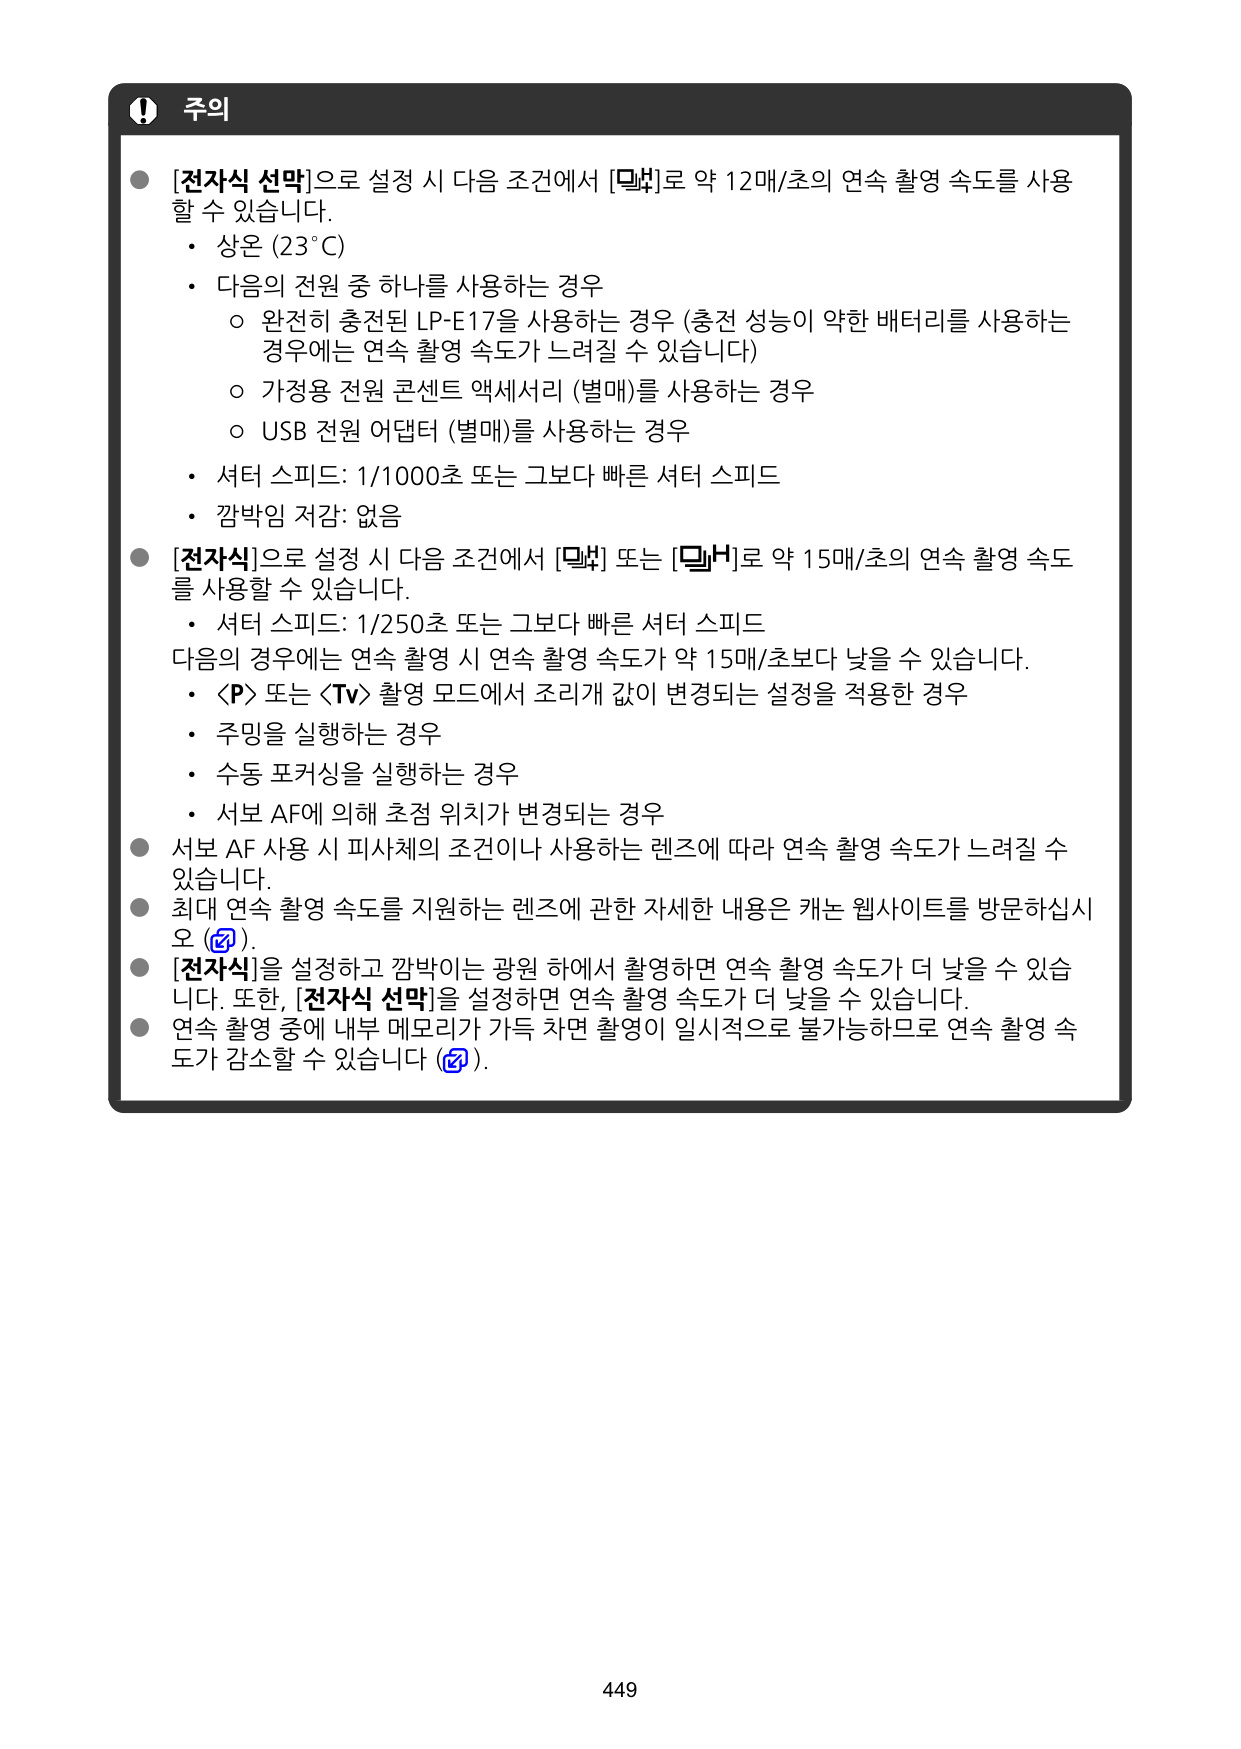 주의
● [전자식 선막]으로 설정 시 다음 조건에서 []로 약 12매/초의 연속 촬영 속도를 사용
할 수 있습니다.
• 상온 (23°C)
• 다음의 전원 중 하나를 사용하는 경우
○ 완전히 충전된 LP-E17을 사용하는 경우 (충전 성능이 약한 배터리를 사용하는
경우에는 연속 촬영 속도가 느려질 수 있습니다)
○ 가정용 전원 콘센트 액세서리 (별매)를 사용하는 경우
○ USB 전원 어댑터 (별매)를 사용하는 경우
• 셔터 스피드: 1/1000초 또는 그보다 빠른 셔터 스피드
• 깜박임 저감: 없음
● [전자식]으로 설정 시 다음 조건에서 [H+] 또는 [H]로 약 15매/초의 연속 촬영 속도
를 사용할 수 있습니다.
• 셔터 스피드: 1/250초 또는 그보다 빠른 셔터 스피드
다음의 경우에는 연속 촬영 시 연속 촬영 속도가 약 15매/초보다 낮을 수 있습니다.
• <P> 또는 <Tv> 촬영 모드에서 조리개 값이 변경되는 설정을 적용한 경우
• 주밍을 실행하는 경우
• 수동 포커싱을 실행하는 경우
• 서보 AF에 의해 초점 위치가 변경되는 경우
● 서보 AF 사용 시 피사체의 조건이나 사용하는 렌즈에 따라 연속 촬영 속도가 느려질 수
있습니다.
● 최대 연속 촬영 속도를 지원하는 렌즈에 관한 자세한 내용은 캐논 웹사이트를 방문하십시
오 ().
● [전자식]을 설정하고 깜박이는 광원 하에서 촬영하면 연속 촬영 속도가 더 낮을 수 있습
니다. 또한, [전자식 선막]을 설정하면 연속 촬영 속도가 더 낮을 수 있습니다.
● 연속 촬영 중에 내부 메모리가 가득 차면 촬영이 일시적으로 불가능하므로 연속 촬영 속
도가 감소할 수 있습니다 ().
449